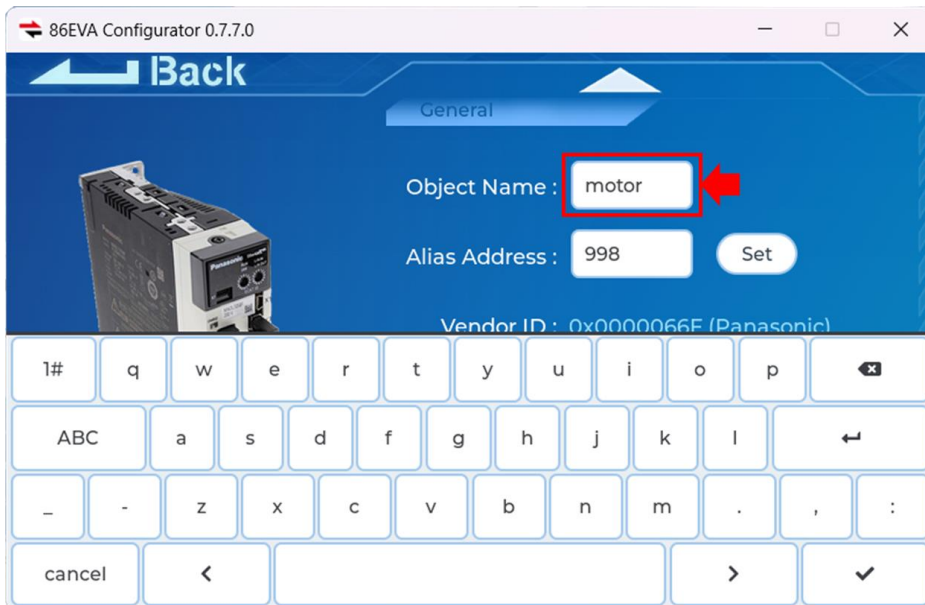 86EVA Configurator 0.7.7.0
Back
General
Object Name : motor
Alias Address : 998 Set
Vendor ID : 0x0000066F (Panasonic)
Panasonic
1# q w e r t y u i o p
ABC a s d f g h j k l
_ - z x c v b n m . , :
cancel